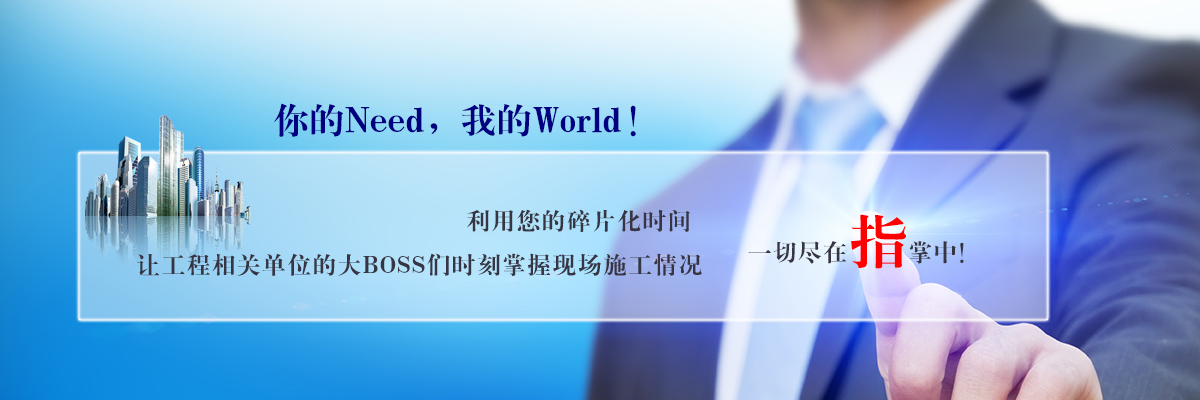 你的Need，我的World！
利用您的碎片化时间
让工程相关单位的大BOSS们时刻掌握现场施工情况
一切尽在指掌中!